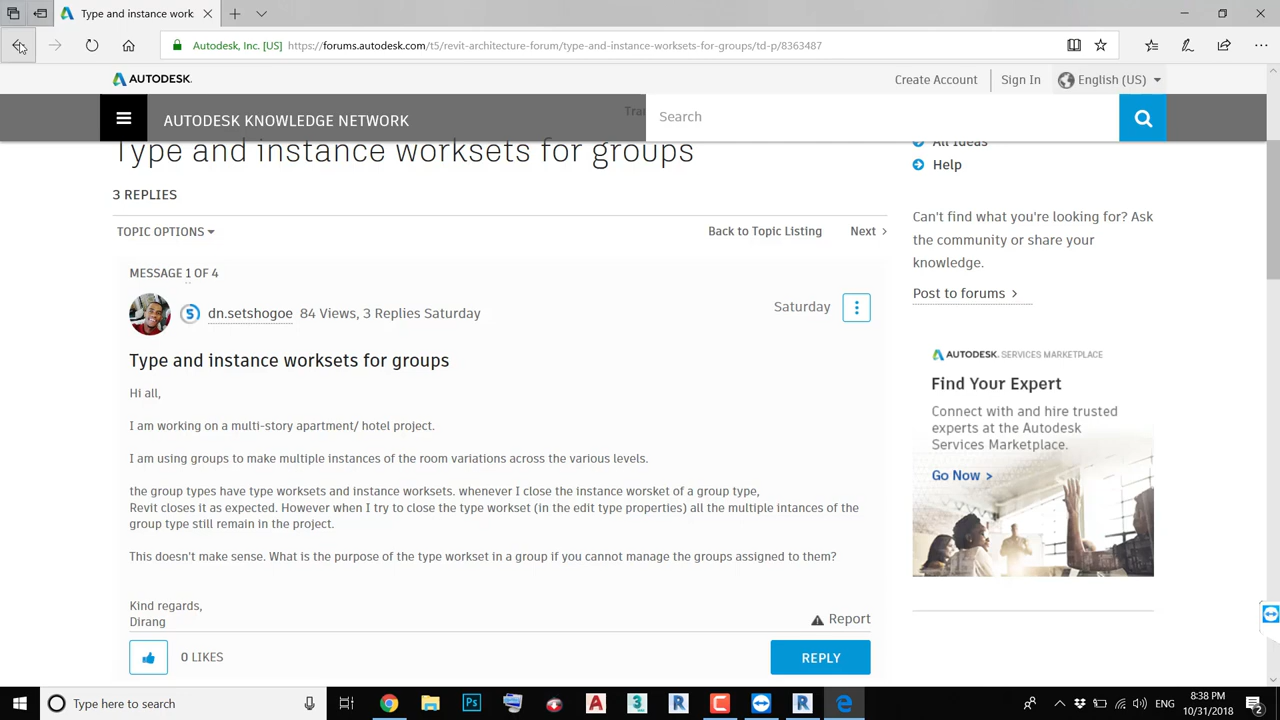 Type and instance work
Autodesk, Inc. [US] https://forums.autodesk.com/t5/revit-architecture-forum/type-and-instance-worksets-for-groups/td-p/8363487
AUTODESK.
Create Account Sign In English (US)
AUTODESK KNOWLEDGE NETWORK
Search
Type and instance worksets for groups
All Ideas
Help
3 REPLIES
TOPIC OPTIONS
Back to Topic Listing Next
Can't find what you're looking for? Ask
the community or share your
knowledge.
Post to forums
MESSAGE 1 OF 4
dn.setshogoe 84 Views, 3 Replies Saturday
Saturday
Type and instance worksets for groups
Hi all,
I am working on a multi-story apartment/ hotel project.
I am using groups to make multiple instances of the room variations across the various levels.
the group types have type worksets and instance worksets. whenever I close the instance worsket of a group type,
Revit closes it as expected. However when I try to close the type workset (in the edit type properties) all the multiple intances of the
group type still remain in the project.
This doesn't make sense. What is the purpose of the type workset in a group if you cannot manage the groups assigned to them?
Kind regards,
Dirang
Report
0 LIKES
REPLY
AUTODESK. SERVICES MARKETPLACE
Find Your Expert
Connect with and hire trusted
experts at the Autodesk
Services Marketplace.
Go Now >
Type here to search
ENG
8:38 PM
10/31/2018
2